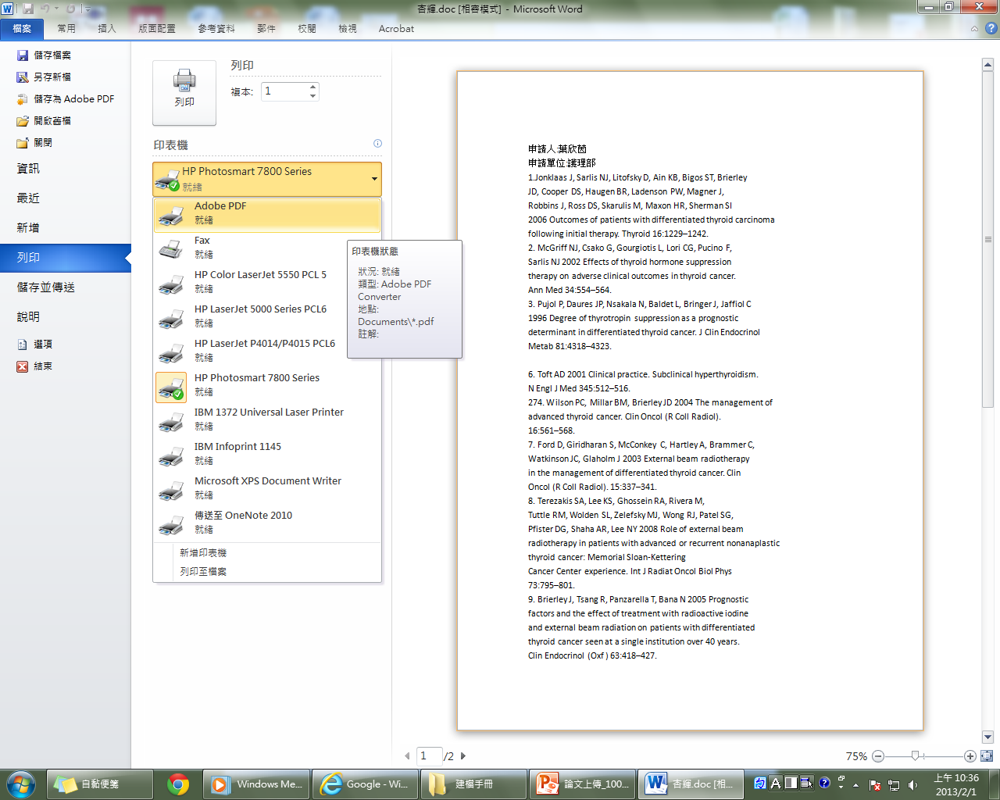 杏輝.doc [相容模式] - Microsoft Word
檔案 常用 插入 版面配置 參考資料 郵件 校閱 檢視 Acrobat
儲存檔案
另存新檔
儲存為 Adobe PDF
開啟舊檔
關閉
資訊
最近
新增
列印
儲存並傳送
說明
選項
結束
列印
列印
複本: 1
印表機
HP Photosmart 7800 Series
就緒
Adobe PDF
就緒
Fax
就緒
HP Color LaserJet 5550 PCL 5
就緒
HP LaserJet 5000 Series PCL6
就緒
HP LaserJet P4014/P4015 PCL6
就緒
HP Photosmart 7800 Series
就緒
IBM 1372 Universal Laser Printer
就緒
IBM Infoprint 1145
就緒
Microsoft XPS Document Writer
就緒
傳送至 OneNote 2010
就緒
新增印表機
列印至檔案
印表機狀態
狀況: 就緒
類型: Adobe PDF
Converter
地點:
Documents\*.pdf
註解:
申請人:葉欣茵
申請單位:護理部
1.Jonklaas J, Sarlis NJ, Litofsky D, Ain KB, Bigos ST, Brierley
JD, Cooper DS, Haugen BR, Ladenson PW, Magner J,
Robbins J, Ross DS, Skarulis M, Maxon HR, Sherman SI
2006 Outcomes of patients with differentiated thyroid carcinoma
following initial therapy. Thyroid 16:1229–1242.
2. McGriff NJ, Csako G, Gourgiotis L, Lori CG, Pucino F,
Sarlis NJ 2002 Effects of thyroid hormone suppression
therapy on adverse clinical outcomes in thyroid cancer.
Ann Med 34:554–564.
3. Pujol P, Daures JP, Nsakala N, Baldet L, Bringer J, Jaffiol C
1996 Degree of thyrotropin suppression as a prognostic
determinant in differentiated thyroid cancer. J Clin Endocrinol
Metab 81:4318–4323.
6. Toft AD 2001 Clinical practice. Subclinical hyperthyroidism.
N Engl J Med 345:512–516.
274. Wilson PC, Millar BM, Brierley JD 2004 The management of
advanced thyroid cancer. Clin Oncol (R Coll Radiol).
16:561–568.
7. Ford D, Giridharan S, McConkey C, Hartley A, Brammer C,
Watkinson JC, Glaholm J 2003 External beam radiotherapy
in the management of differentiated thyroid cancer. Clin
Oncol (R Coll Radiol). 15:337–341.
8. Terezakis SA, Lee KS, Ghossein RA, Rivera M,
Tuttle RM, Wolden SL, Zelefsky MJ, Wong RJ, Patel SG,
Pfister DG, Shaha AR, Lee NY 2008 Role of external beam
radiotherapy in patients with advanced or recurrent nonanaplastic
thyroid cancer: Memorial Sloan-Kettering
Cancer Center experience. Int J Radiat Oncol Biol Phys
73:795–801.
9. Brierley J, Tsang R, Panzarella T, Bana N 2005 Prognostic
factors and the effect of treatment with radioactive iodine
and external beam radiation on patients with differentiated
thyroid cancer seen at a single institution over 40 years.
Clin Endocrinol (Oxf ) 63:418–427.
1 /2
75%
自黏便箋
Windows Me...
Google - Wi...
建檔手冊
論文上傳_100...
杏輝.doc [相...
A
上午 10:36
2013/2/1